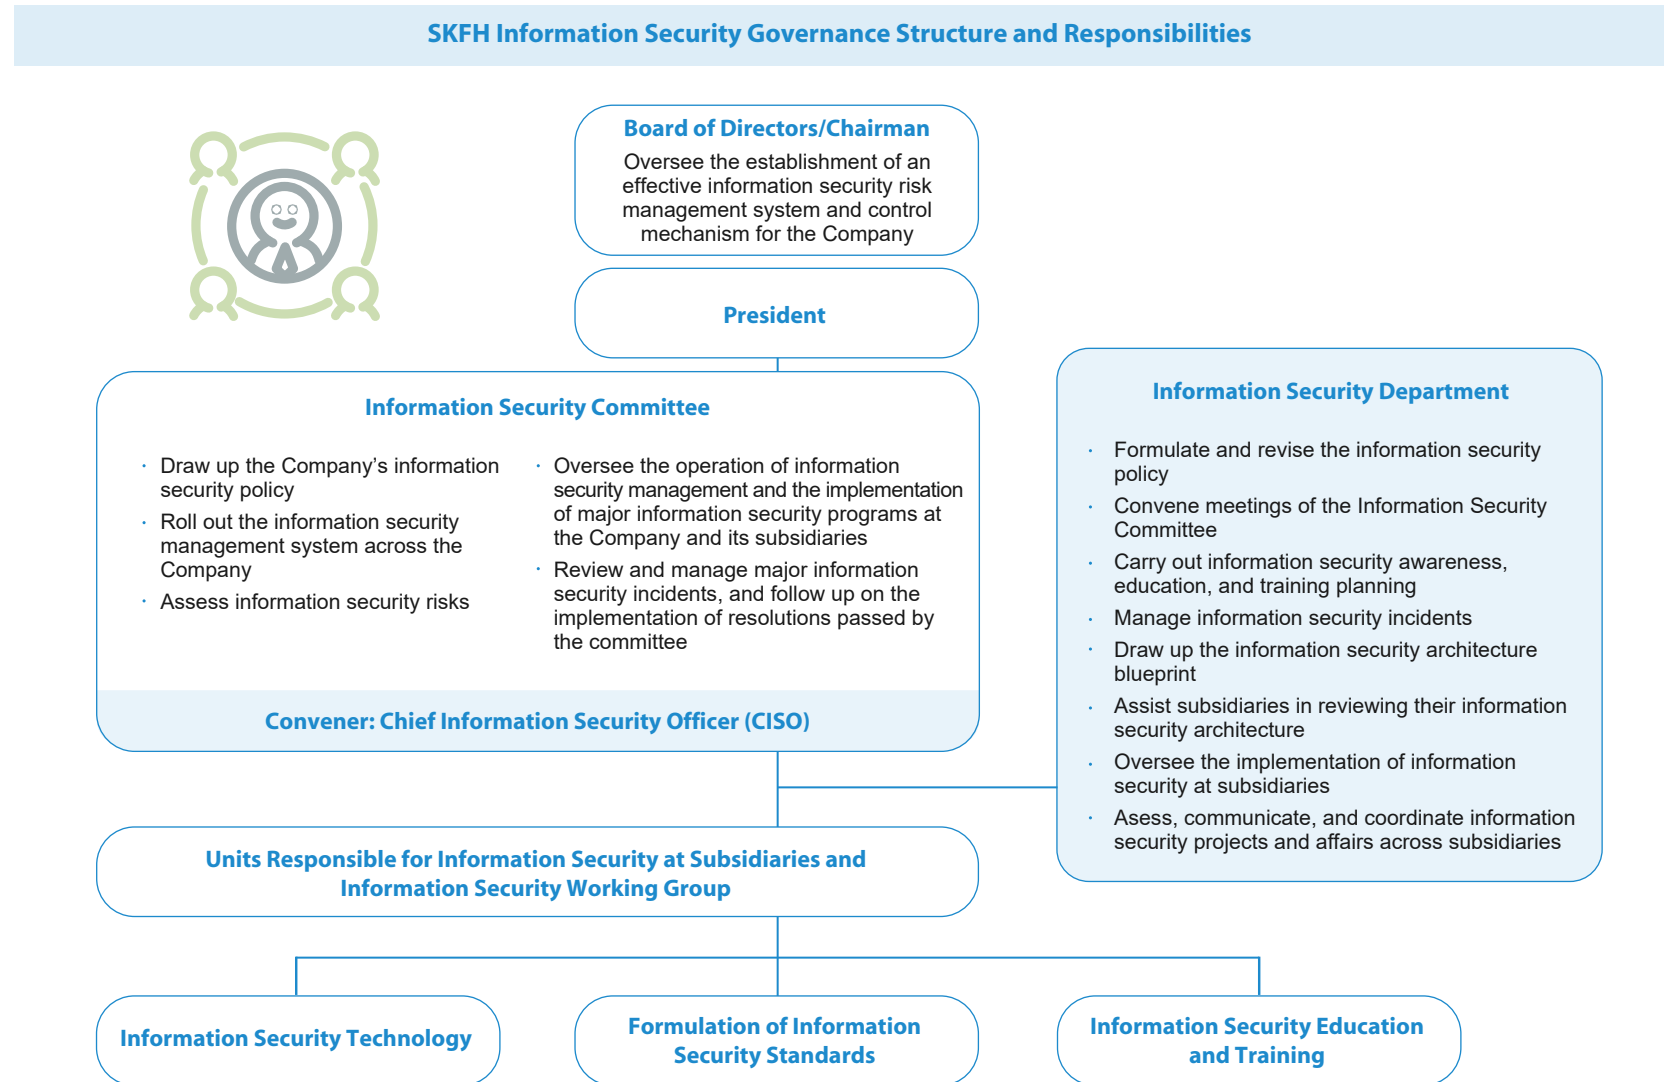 SKFH Information Security Governance Structure and Responsibilities
Board of Directors/Chairman
Oversee the establishment of an
effective information security risk
management system and control
mechanism for the Company
President
Information Security Committee
· Draw up the Company’s information
security policy
· Roll out the information security
management system across the
Company
· Assess information security risks
· Oversee the operation of information
security management and the implementation
of major information security programs at
the Company and its subsidiaries
· Review and manage major information
security incidents, and follow up on the
implementation of resolutions passed by
the committee
Convener: Chief Information Security Officer (CISO)
Information Security Department
· Formulate and revise the information security
policy
· Convene meetings of the Information Security
Committee
· Carry out information security awareness,
education, and training planning
· Manage information security incidents
· Draw up the information security architecture
blueprint
· Assist subsidiaries in reviewing their information
security architecture
· Oversee the implementation of information
security at subsidiaries
· Asess, communicate, and coordinate information
security projects and affairs across subsidiaries
Units Responsible for Information Security at Subsidiaries and
Information Security Working Group
Information Security Technology
Formulation of Information
Security Standards
Information Security Education
and Training